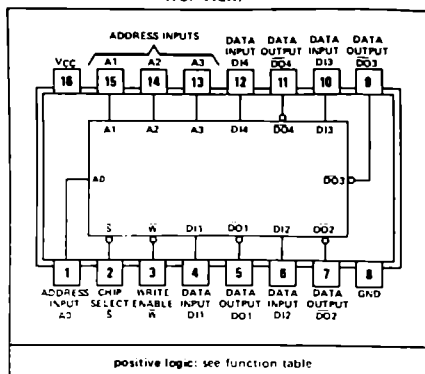 ADDRESS INPUTS
DATA INPUT DI4
DATA OUTPUT DO4
DATA INPUT DI3
DATA OUTPUT DO3
VCC A1 A2 A3
16 15 14 13 12 11 10 9
A1 A2 A3 DI4 DO4 DI3
A0 DO3
S W DI1 DO1 DI2 DO2
1 2 3 4 5 6 7 8
ADDRESS INPUT A0
CHIP SELECT S
WRITE ENABLE W
DATA INPUT DI1
DATA OUTPUT DO1
DATA INPUT DI2
DATA OUTPUT DO2
GND
positive logic: see function table